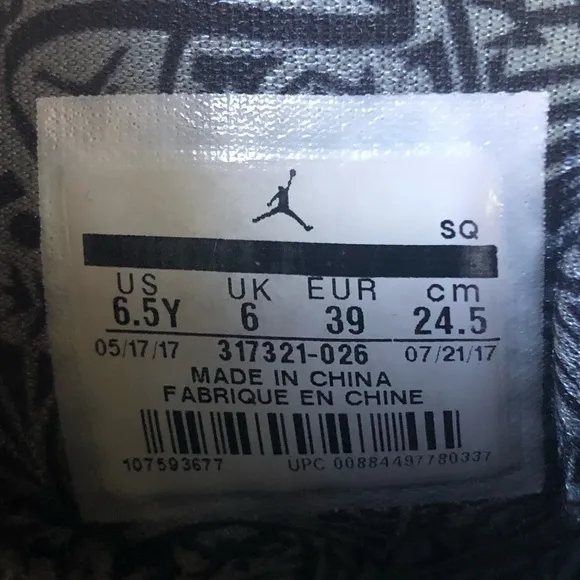 SQ
US UK EUR cm
6.5Y 6 39 24.5
05/17/17 317321-026 07/21/17
MADE IN CHINA
FABRIQUE EN CHINE
107593677 UPC 00884497780337